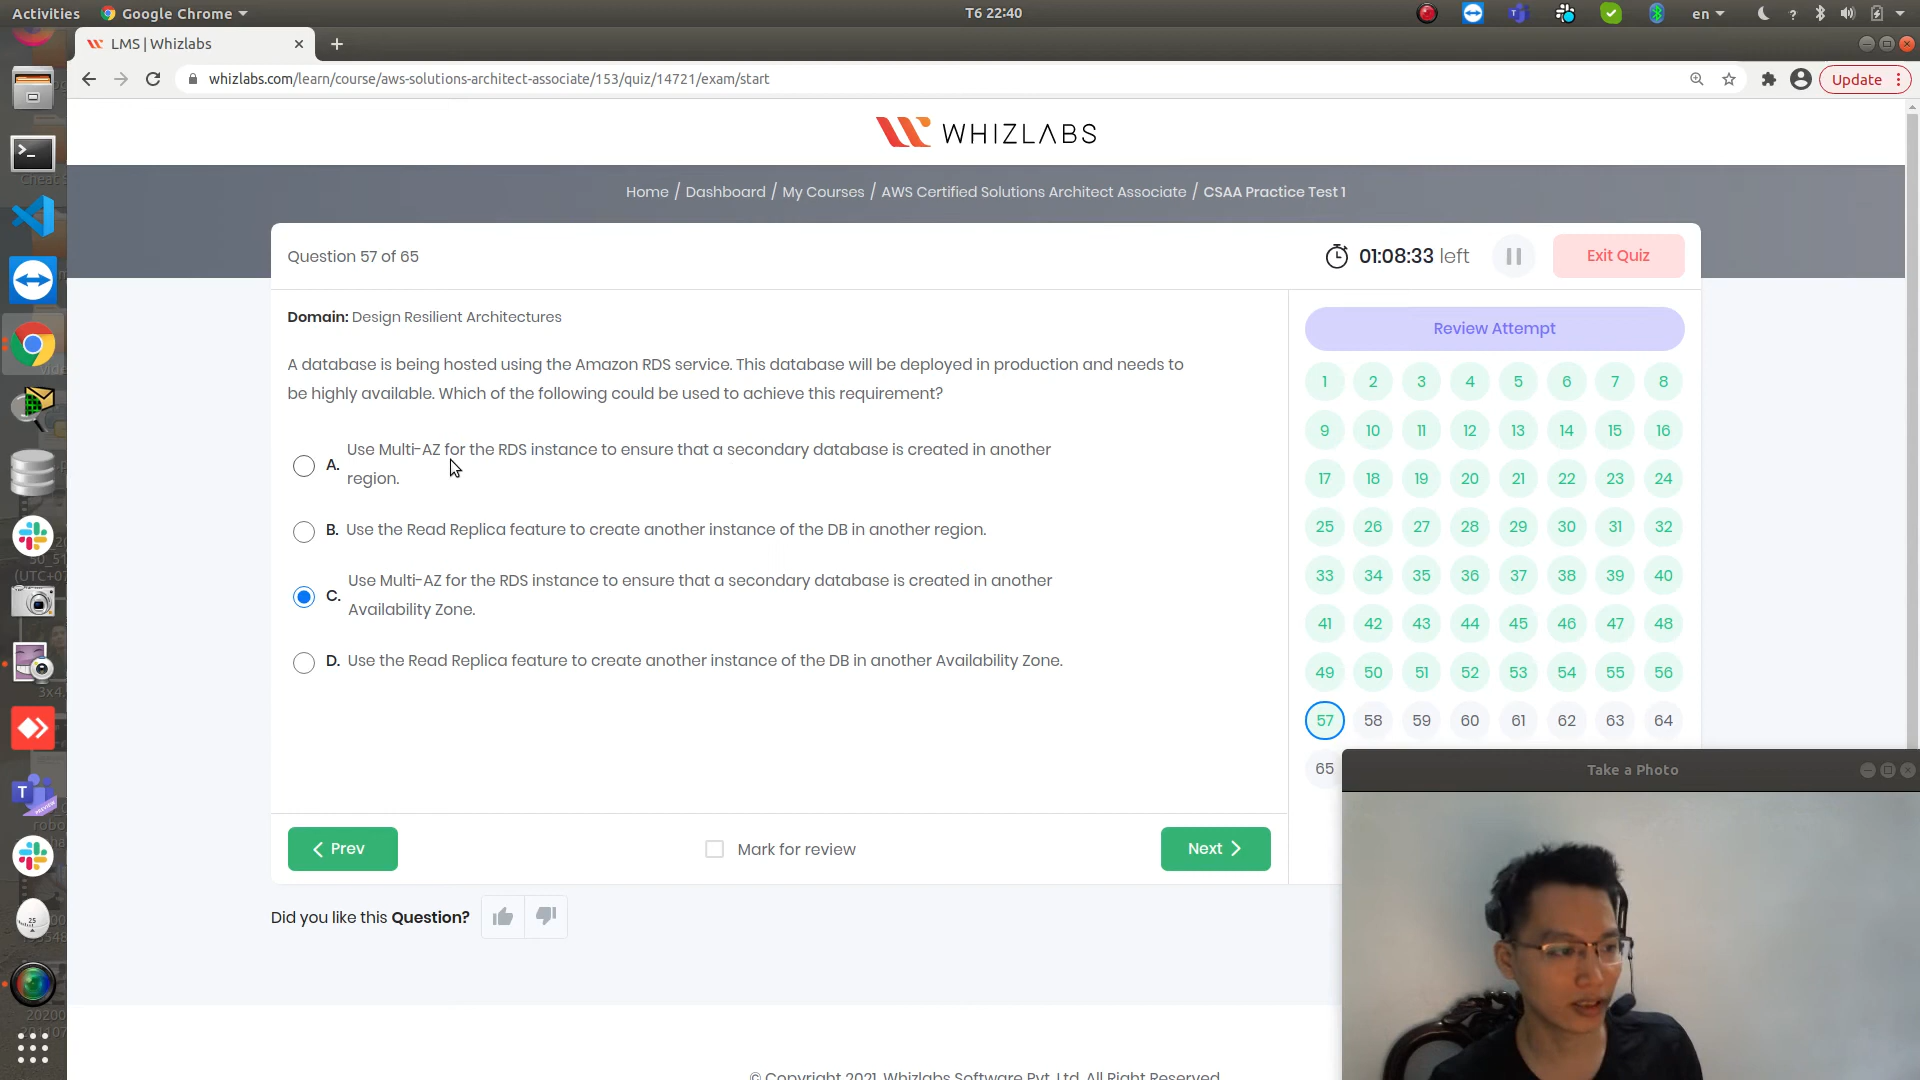 Activities
Google Chrome
T6 22:40
en
LMS | Whizlabs
whizlabs.com/learn/course/aws-solutions-architect-associate/153/quiz/14721/exam/start
Update
WHIZLABS
Home / Dashboard / My Courses / AWS Certified Solutions Architect Associate / CSAA Practice Test 1
Question 57 of 65
01:08:33 left
Exit Quiz
Domain: Design Resilient Architectures
A database is being hosted using the Amazon RDS service. This database will be deployed in production and needs to
be highly available. Which of the following could be used to achieve this requirement?
A. Use Multi-AZ for the RDS instance to ensure that a secondary database is created in another
region.
B. Use the Read Replica feature to create another instance of the DB in another region.
C. Use Multi-AZ for the RDS instance to ensure that a secondary database is created in another
Availability Zone.
D. Use the Read Replica feature to create another instance of the DB in another Availability Zone.
Prev
Mark for review
Next
Did you like this Question?
Review Attempt
1 2 3 4 5 6 7 8
9 10 11 12 13 14 15 16
17 18 19 20 21 22 23 24
25 26 27 28 29 30 31 32
33 34 35 36 37 38 39 40
41 42 43 44 45 46 47 48
49 50 51 52 53 54 55 56
57 58 59 60 61 62 63 64
65
Take a Photo
© Copyright 2021. Whizlabs Software Pvt. Ltd. All Right Reserved